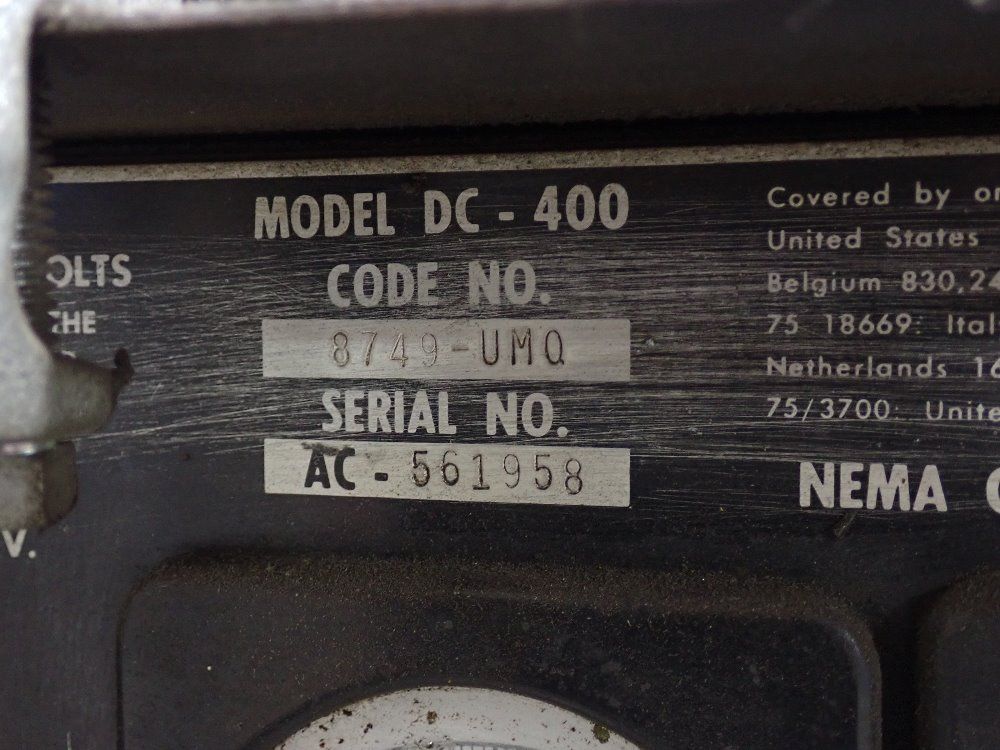 MODEL DC - 400
CODE NO.
8749-UMQ
SERIAL NO.
AC - 561958
OLTS
THE
V.
Covered by
United States
Belgium 830,24
75 18669: Ital
Netherlands 16
75/3700: Unite
NEMA